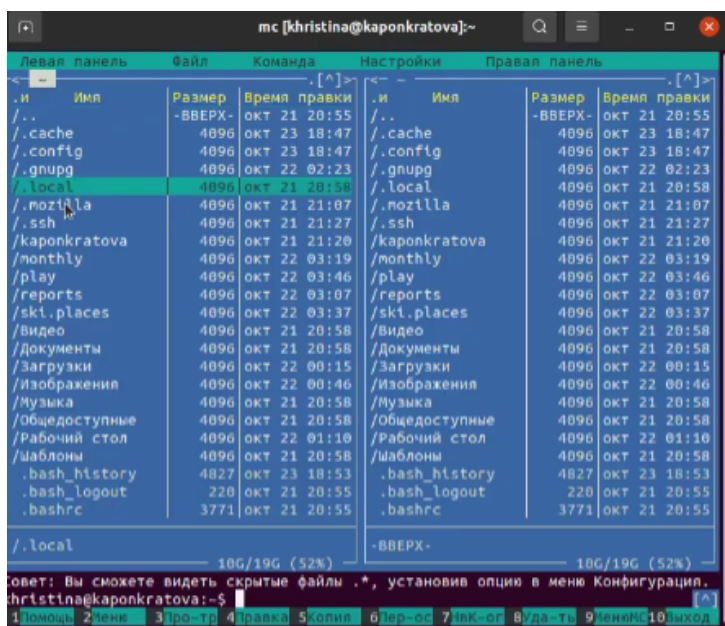 mc [khristina@kaponkratova]:~
Левая панель Файл Команда Настройки Правая панель
<- ~ .[^]>
.и Имя Размер Время правки
/.. -ВВЕРХ- окт 21 20:55
/.cache 4096 окт 23 18:47
/.config 4096 окт 23 18:47
/.gnupg 4096 окт 22 02:23
/.local 4096 окт 21 20:58
/.mozilla 4096 окт 21 21:07
/.ssh 4096 окт 21 21:27
/kaponkratova 4096 окт 21 21:20
/monthly 4096 окт 22 03:19
/play 4096 окт 22 03:46
/reports 4096 окт 22 03:07
/ski.places 4096 окт 22 03:37
/Видео 4096 окт 21 20:58
/Документы 4096 окт 21 20:58
/Загрузки 4096 окт 22 00:15
/Изображения 4096 окт 22 00:46
/Музыка 4096 окт 21 20:58
/Общедоступные 4096 окт 21 20:58
/Рабочий стол 4096 окт 22 01:10
/Шаблоны 4096 окт 21 20:58
.bash_history 4827 окт 23 18:53
.bash_logout 220 окт 21 20:55
.bashrc 3771 окт 21 20:55
/.local
10G/19G (52%)
<- ~ .[^]>
.и Имя Размер Время правки
/.. -ВВЕРХ- окт 21 20:55
/.cache 4096 окт 23 18:47
/.config 4096 окт 23 18:47
/.gnupg 4096 окт 22 02:23
/.local 4096 окт 21 20:58
/.mozilla 4096 окт 21 21:07
/.ssh 4096 окт 21 21:27
/kaponkratova 4096 окт 21 21:20
/monthly 4096 окт 22 03:19
/play 4096 окт 22 03:46
/reports 4096 окт 22 03:07
/ski.places 4096 окт 22 03:37
/Видео 4096 окт 21 20:58
/Документы 4096 окт 21 20:58
/Загрузки 4096 окт 22 00:15
/Изображения 4096 окт 22 00:46
/Музыка 4096 окт 21 20:58
/Общедоступные 4096 окт 21 20:58
/Рабочий стол 4096 окт 22 01:10
/Шаблоны 4096 окт 21 20:58
.bash_history 4827 окт 23 18:53
.bash_logout 220 окт 21 20:55
.bashrc 3771 окт 21 20:55
-ВВЕРХ-
10G/19G (52%)
Совет: Вы сможете видеть скрытые файлы .*, установив опцию в меню Конфигурация.
khristina@kaponkratova:~$ [^]
1Помощь 2Меню 3Про-тр 4Правка 5Копия 6Пер-ос 7НвК-ог 8Уда-ть 9МенюМС 10Выход